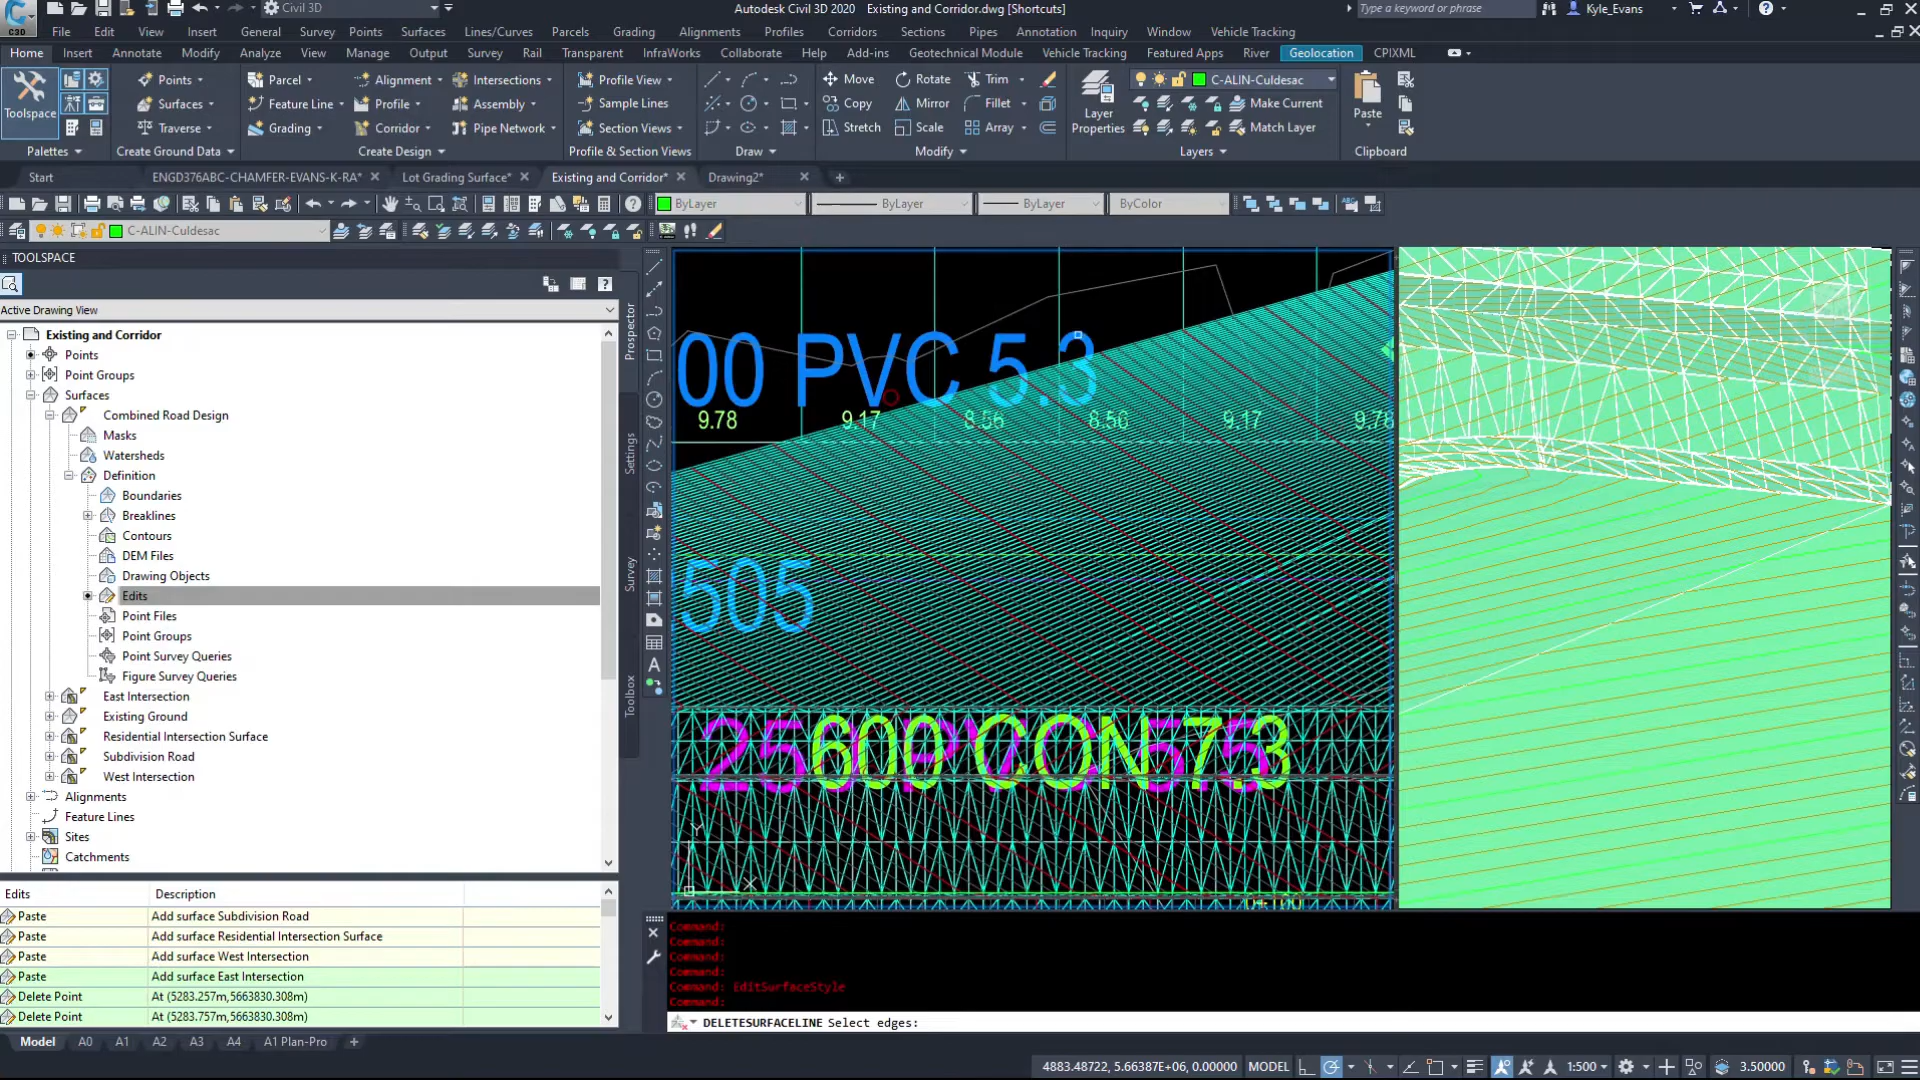 Civil 3D
Autodesk Civil 3D 2020 Existing and Corridor.dwg [Shortcuts]
Type a keyword or phrase
Kyle_Evans
C3D
File Edit View Insert General Survey Points Surfaces Lines/Curves Parcels Grading Alignments Profiles Corridors Sections Pipes Annotation Inquiry Window Vehicle Tracking
Home Insert Annotate Modify Analyze View Manage Output Survey Rail Transparent InfraWorks Collaborate Help Add-ins Geotechnical Module Vehicle Tracking Featured Apps River Geolocation CPIXML
Points Parcel Alignment Intersections Profile View Move Rotate Trim C-ALIN-Culdesac
Toolspace Surfaces Feature Line Profile Assembly Sample Lines Copy Mirror Fillet Layer Properties Make Current Paste
Traverse Grading Corridor Pipe Network Section Views Stretch Scale Array Match Layer
Palettes Create Ground Data Create Design Profile & Section Views Draw Modify Layers Clipboard
Start ENGD376ABC-CHAMFER-EVANS-K-RA* Lot Grading Surface* Existing and Corridor* Drawing2*
ByLayer ByLayer ByLayer ByColor
C-ALIN-Culdesac
TOOLSPACE
Active Drawing View
Existing and Corridor
Points
Point Groups
Surfaces
Combined Road Design
Masks
Watersheds
Definition
Boundaries
Breaklines
Contours
DEM Files
Drawing Objects
Edits
Point Files
Point Groups
Point Survey Queries
Figure Survey Queries
East Intersection
Existing Ground
Residential Intersection Surface
Subdivision Road
West Intersection
Alignments
Feature Lines
Sites
Catchments
Prospector
Settings
Survey
Toolbox
Edits Description
Paste Add surface Subdivision Road
Paste Add surface Residential Intersection Surface
Paste Add surface West Intersection
Paste Add surface East Intersection
Delete Point At (5283.257m,5663830.308m)
Delete Point At (5283.757m,5663830.308m)
00 PVC 5.3
9.78 9.17 8.56 8.56 9.17 9.78
505
600 CON 73
Y
X
Command:
Command:
Command:
Command:
Command: EditSurfaceStyle
Command:
DELETESURFACELINE Select edges:
Model A0 A1 A2 A3 A4 A1 Plan-Pro
4883.48722, 5.66387E+06, 0.00000 MODEL 1:500 3.50000